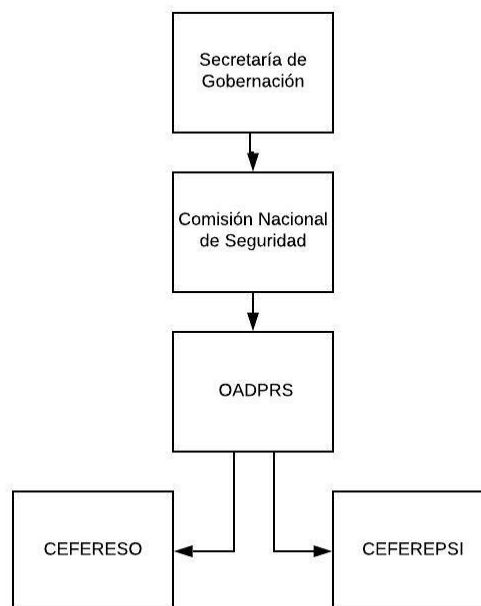 Secretaría de
Gobernación
Comisión Nacional
de Seguridad
OADPRS
CEFERESO
CEFEREPSI